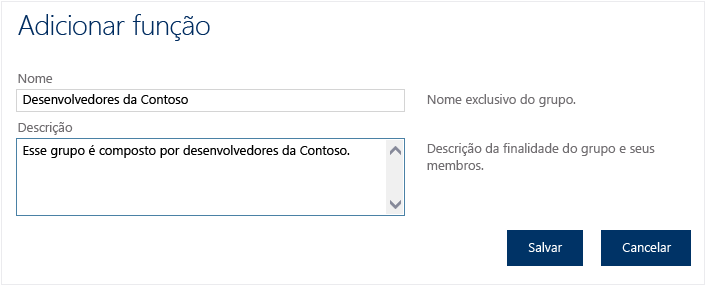 Adicionar função
Nome
Desenvolvedores da Contoso
Nome exclusivo do grupo.
Descrição
Esse grupo é composto por desenvolvedores da Contoso.
Descrição da finalidade do grupo e seus
membros.
Salvar
Cancelar